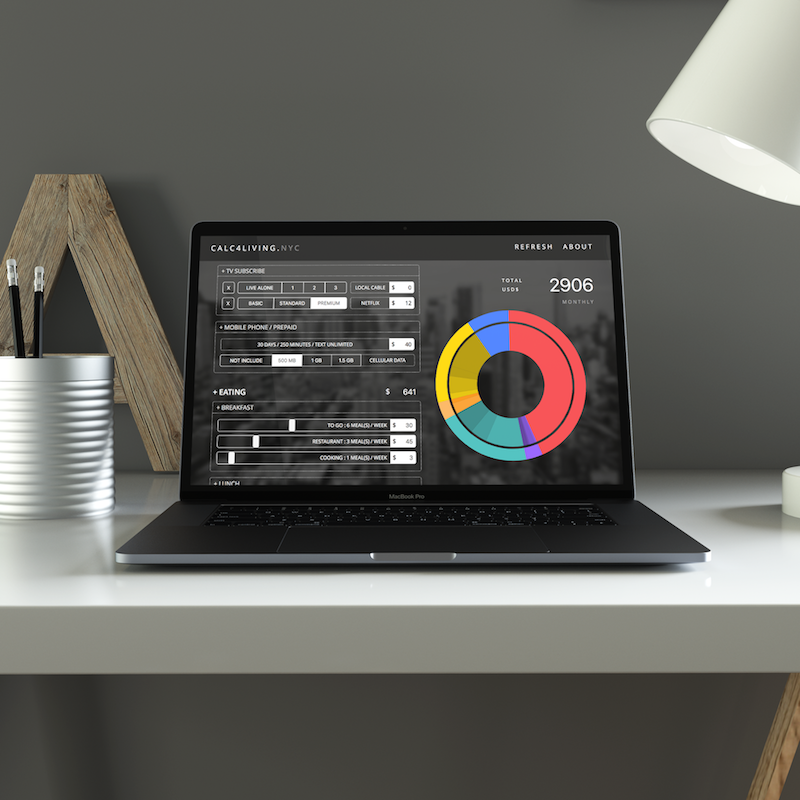 CALC4LIVING.NYC
REFRESH ABOUT
+ TV SUBSCRIBE
X LIVE ALONE 1 2 3 LOCAL CABLE $ 0
X BASIC STANDARD PREMIUM NETFLIX $ 12
+ MOBILE PHONE / PREPAID
30 DAYS / 250 MINUTES / TEXT UNLIMITED $ 40
NOT INCLUDE 500 MB 1 GB 1.5 GB CELLULAR DATA
+ EATING $ 641
+ BREAKFAST
TO GO : 6 MEAL(S) / WEEK $ 30
RESTAURANT : 3 MEAL(S) / WEEK $ 45
COOKING : 1 MEAL(S) / WEEK $ 3
+ LUNCH
TOTAL
USD$
2906
MONTHLY
MacBook Pro